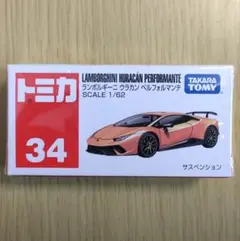 トミカ
34
LAMBORGHINI HURACÁN PERFORMANTE
ランボルギーニ ウラカン ペルフォルマンテ
SCALE 1/62
TAKARA
TOMY
サスペンション